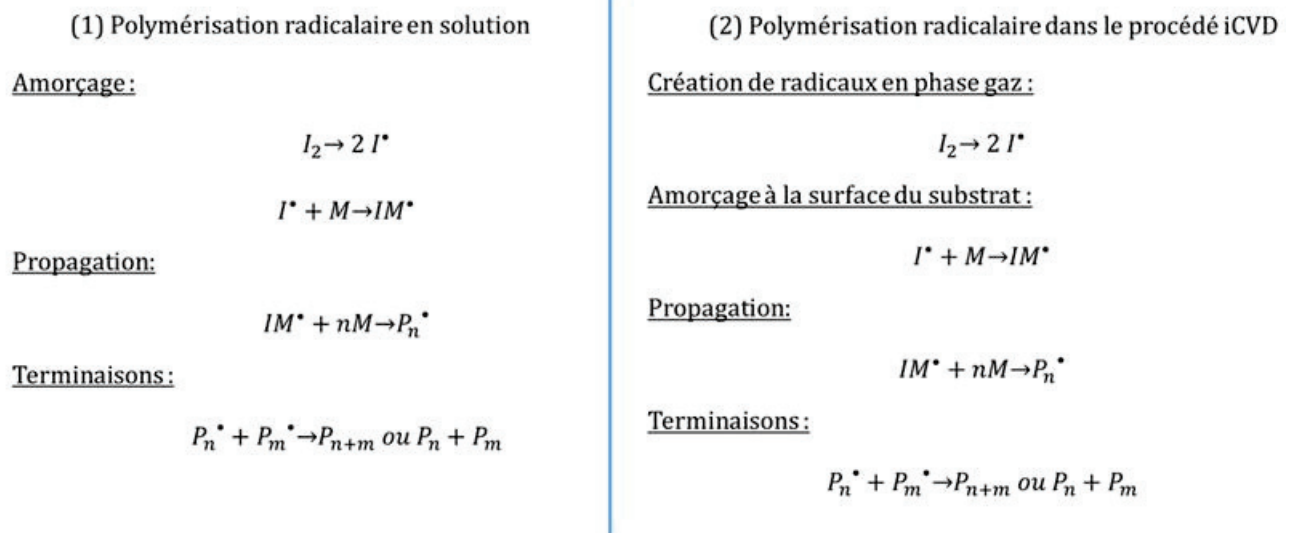 (1) Polymérisation radicalaire en solution
Amorçage :
I₂→ 2 I•
I• + M→IM•
Propagation:
IM• + nM→Pₙ•
Terminaisons :
Pₙ• + Pₘ•→Pₙ₊ₘ ou Pₙ + Pₘ
(2) Polymérisation radicalaire dans le procédé iCVD
Création de radicaux en phase gaz :
I₂→ 2 I•
Amorçage à la surface du substrat :
I• + M→IM•
Propagation:
IM• + nM→Pₙ•
Terminaisons :
Pₙ• + Pₘ•→Pₙ₊ₘ ou Pₙ + Pₘ